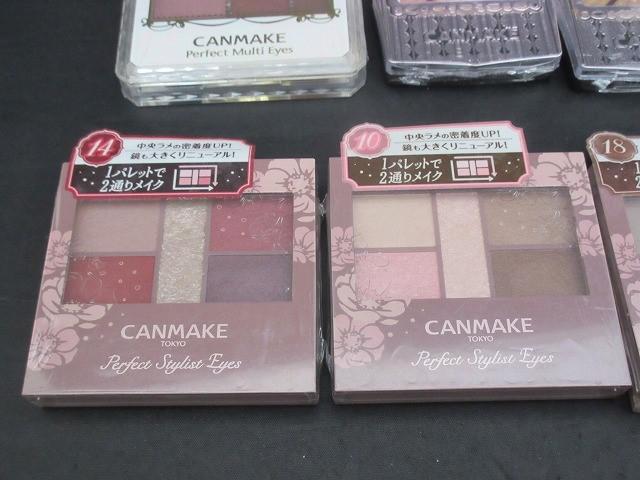 CANMAKE
Perfect Multi Eyes
CANMAKE
14
中央ラメの密着度UP!
鏡も大きくリニューアル!
1パレットで
2通りメイク
CANMAKE
TOKYO
Perfect Stylist Eyes
10
中央ラメの密着度UP!
鏡も大きくリニューアル!
1パレットで
2通りメイク
CANMAKE
TOKYO
Perfect Stylist Eyes
18